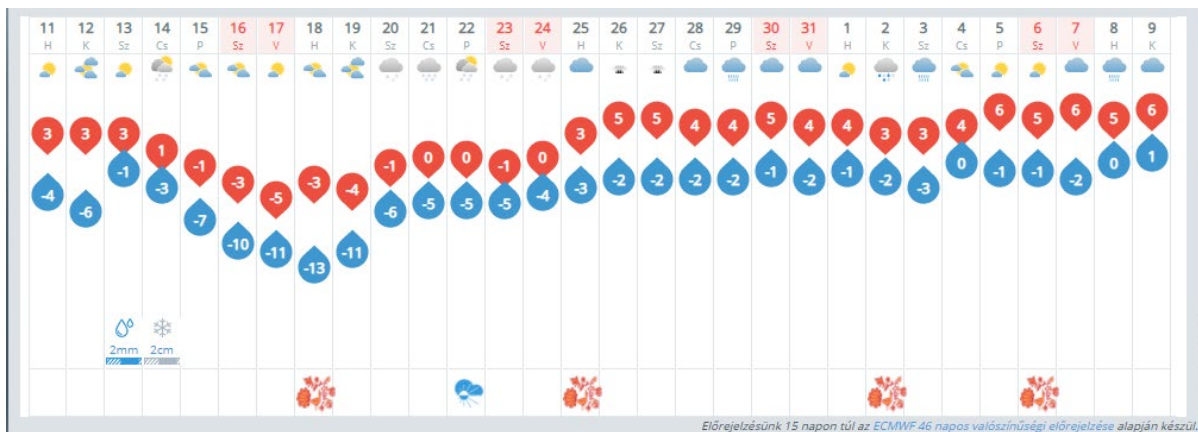 11 12 13 14 15 16 17 18 19 20 21 22 23 24 25 26 27 28 29 30 31 1 2 3 4 5 6 7 8 9
H K Sz Cs P Sz V H K Sz Cs P Sz V H K Sz Cs P Sz V H K Sz Cs P Sz V H K
3 3 3 1 -1 -3 -5 -3 -4 -1 0 0 -1 0 3 5 5 4 4 5 4 4 3 3 4 6 5 6 5 6
-4 -6 -1 -3 -7 -10 -11 -13 -11 -6 -5 -5 -5 -4 -3 -2 -2 -2 -2 -1 -2 -1 -2 -3 0 -1 -1 -2 0 1
2mm 2cm
Előrejelzésünk 15 napon túl az ECMWF 46 napos valószínűségi előrejelzése alapján készül.